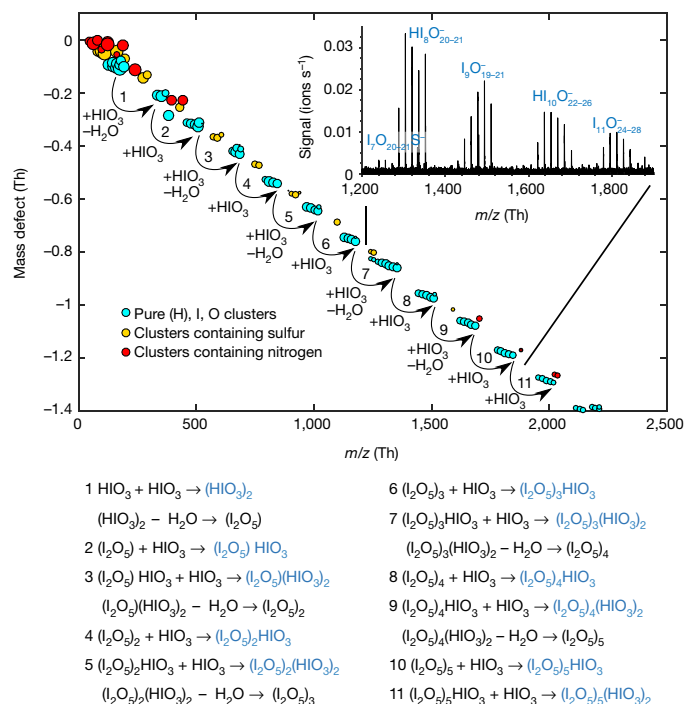 Mass defect (Th)
0
−0.2
−0.4
−0.6
−0.8
−1
−1.2
−1.4
0
500
1,000
1,500
2,000
2,500
m/z (Th)
Signal (ions s⁻¹)
0.03
0.02
0.01
0
1,200
1,400
1,600
1,800
m/z (Th)
I₇O₂₀₋₂₁S⁻
HI₈O⁻₂₀₋₂₁
I₉O⁻₁₉₋₂₁
HI₁₀O⁻₂₂₋₂₆
I₁₁O⁻₂₄₋₂₈
1
+HIO₃
−H₂O
2
+HIO₃
3
+HIO₃
−H₂O
4
+HIO₃
5
+HIO₃
−H₂O
6
+HIO₃
7
+HIO₃
−H₂O
8
+HIO₃
9
+HIO₃
−H₂O
10
+HIO₃
11
+HIO₃
Pure (H), I, O clusters
Clusters containing sulfur
Clusters containing nitrogen
1 HIO₃ + HIO₃ → (HIO₃)₂
(HIO₃)₂ − H₂O → (I₂O₅)
2 (I₂O₅) + HIO₃ → (I₂O₅) HIO₃
3 (I₂O₅) HIO₃ + HIO₃ → (I₂O₅)(HIO₃)₂
(I₂O₅)(HIO₃)₂ − H₂O → (I₂O₅)₂
4 (I₂O₅)₂ + HIO₃ → (I₂O₅)₂HIO₃
5 (I₂O₅)₂HIO₃ + HIO₃ → (I₂O₅)₂(HIO₃)₂
(I₂O₅)₂(HIO₃)₂ − H₂O → (I₂O₅)₃
6 (I₂O₅)₃ + HIO₃ → (I₂O₅)₃HIO₃
7 (I₂O₅)₃HIO₃ + HIO₃ → (I₂O₅)₃(HIO₃)₂
(I₂O₅)₃(HIO₃)₂ − H₂O → (I₂O₅)₄
8 (I₂O₅)₄ + HIO₃ → (I₂O₅)₄HIO₃
9 (I₂O₅)₄HIO₃ + HIO₃ → (I₂O₅)₄(HIO₃)₂
(I₂O₅)₄(HIO₃)₂ − H₂O → (I₂O₅)₅
10 (I₂O₅)₅ + HIO₃ → (I₂O₅)₅HIO₃
11 (I₂O₅)₅HIO₃ + HIO₃ → (I₂O₅)₅(HIO₃)₂